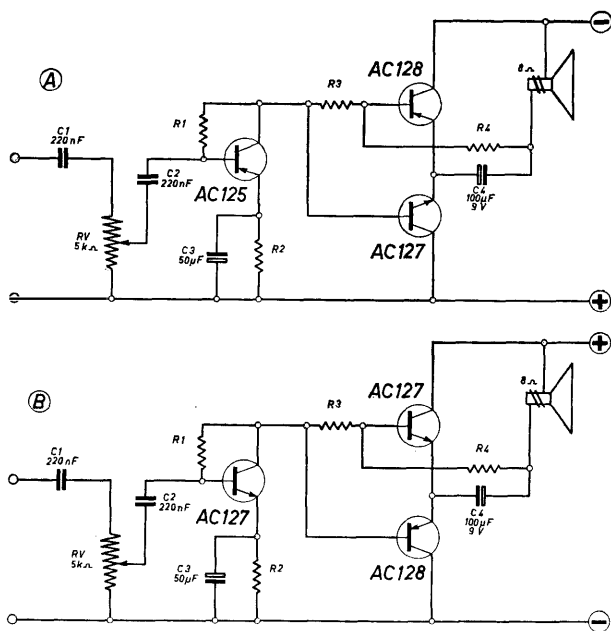 A
C1
220nF
RV
5kΩ
C2
220nF
R1
AC125
C3
50µF
R2
R3
AC128
AC127
R4
C4
100µF
9V
8Ω
−
+
B
C1
220nF
RV
5kΩ
C2
220nF
R1
AC127
C3
50µF
R2
R3
AC127
AC128
R4
C4
100µF
9V
8Ω
+
−